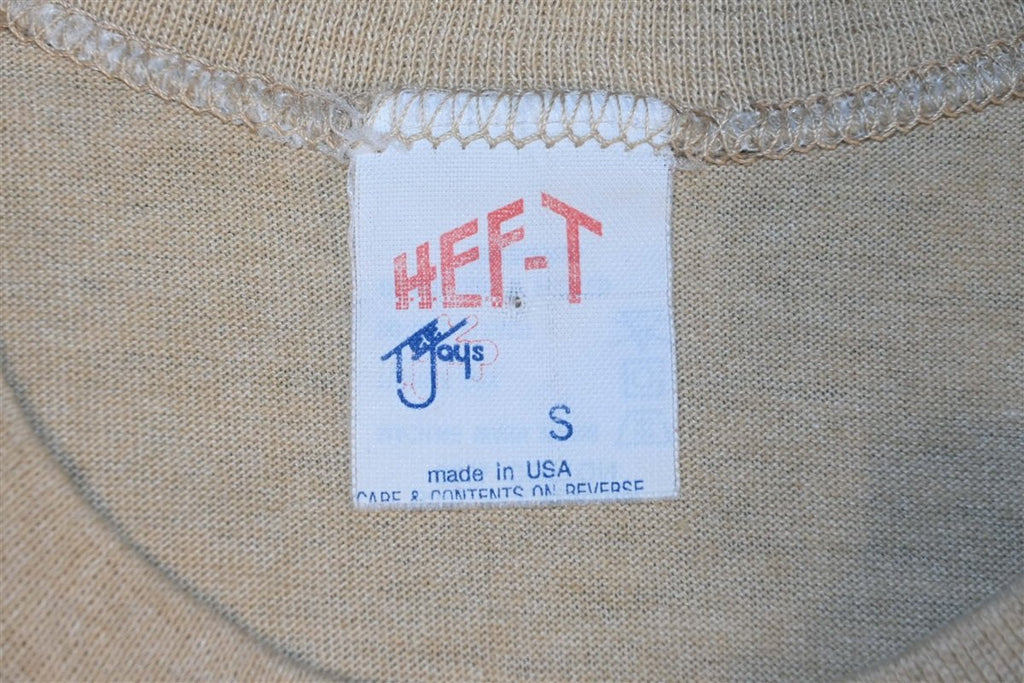 HEF-T
TEE Jays
S
made in USA
CARE & CONTENTS ON REVERSE